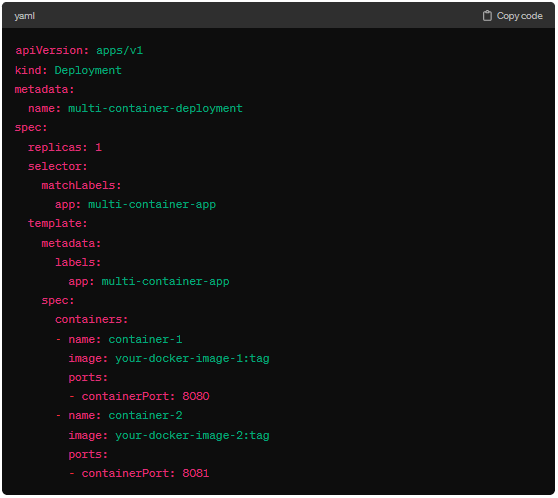 yaml
Copy code
apiVersion: apps/v1
kind: Deployment
metadata:
  name: multi-container-deployment
spec:
  replicas: 1
  selector:
    matchLabels:
      app: multi-container-app
  template:
    metadata:
      labels:
        app: multi-container-app
    spec:
      containers:
      - name: container-1
        image: your-docker-image-1:tag
        ports:
        - containerPort: 8080
      - name: container-2
        image: your-docker-image-2:tag
        ports:
        - containerPort: 8081